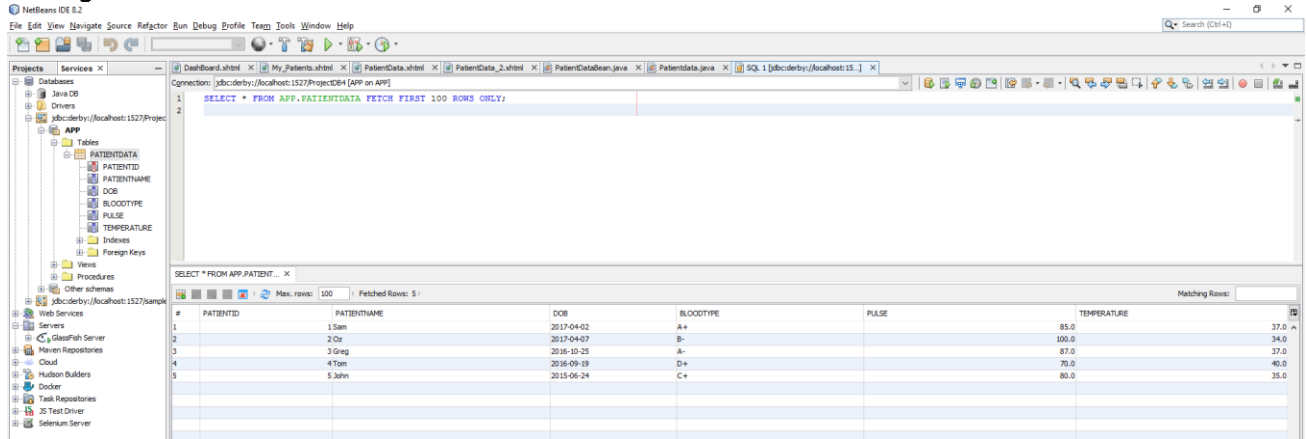 NetBeans IDE 8.2
File Edit View Navigate Source Refactor Run Debug Profile Team Tools Window Help
Search (Ctrl+I)
Projects Services
DashBoard.xhtml My_Patients.xhtml PatientData.xhtml PatientData_2.xhtml PatientDataBean.java Patientdata.java SQL 1 [jdbc:derby://localhost:15...]
Connection: jdbc:derby://localhost:1527/ProjectDB4 [APP on APP]
1 SELECT * FROM APP.PATIENTDATA FETCH FIRST 100 ROWS ONLY;
2
Databases
Java DB
Drivers
jdbc:derby://localhost:1527/Projec
APP
Tables
PATIENTDATA
PATIENTID
PATIENTNAME
DOB
BLOODTYPE
PULSE
TEMPERATURE
Indexes
Foreign Keys
Views
Procedures
Other schemas
jdbc:derby://localhost:1527/sample
Web Services
Servers
GlassFish Server
Maven Repositories
Cloud
Hudson Builders
Docker
Task Repositories
JS Test Driver
Selenium Server
SELECT * FROM APP.PATIENT...
Max. rows: 100 Fetched Rows: 5
Matching Rows:
# PATIENTID PATIENTNAME DOB BLOODTYPE PULSE TEMPERATURE
1 1 Sam 2017-04-02 A+ 85.0 37.0
2 2 Oz 2017-04-07 B- 100.0 34.0
3 3 Greg 2016-10-25 A- 87.0 37.0
4 4 Tom 2016-09-19 D+ 70.0 40.0
5 5 John 2015-06-24 C+ 80.0 35.0